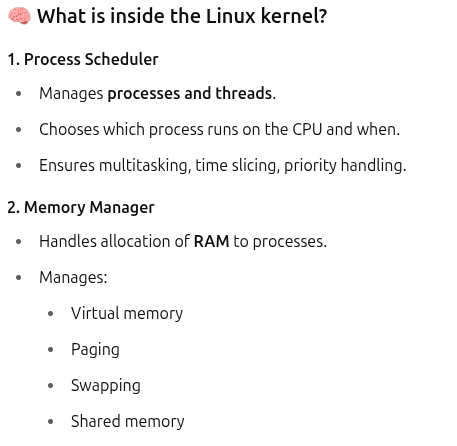 🧠 What is inside the Linux kernel?
1. Process Scheduler
• Manages processes and threads.
• Chooses which process runs on the CPU and when.
• Ensures multitasking, time slicing, priority handling.
2. Memory Manager
• Handles allocation of RAM to processes.
• Manages:
• Virtual memory
• Paging
• Swapping
• Shared memory